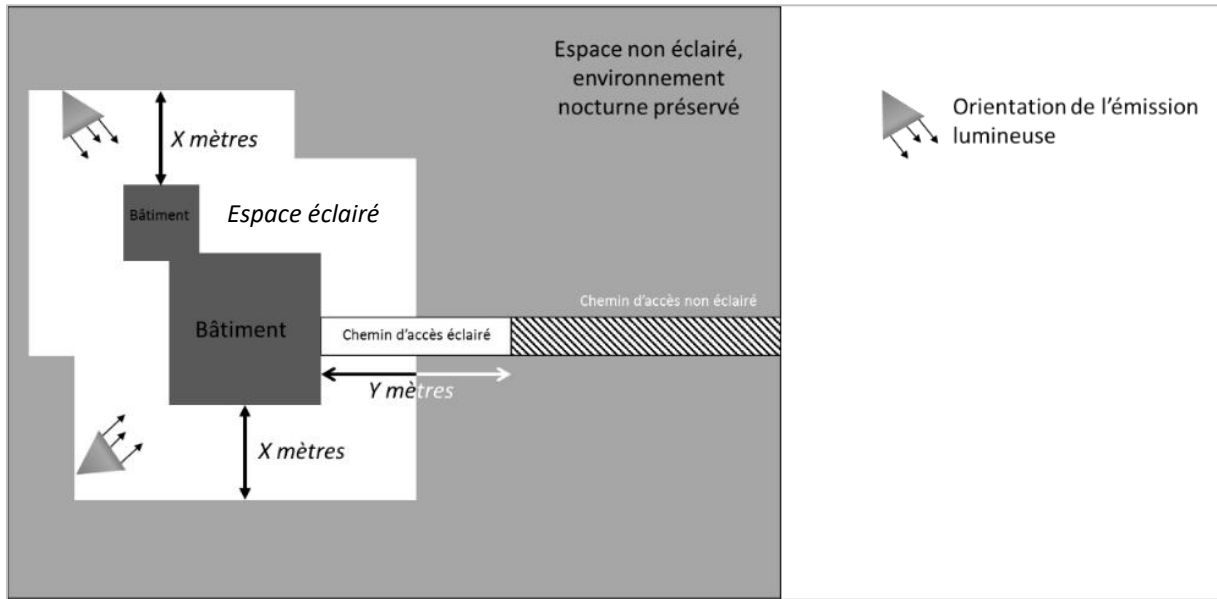 Espace non éclairé,
environnement
nocturne préservé
Orientation de l'émission
lumineuse
X mètres
Bâtiment
Espace éclairé
Chemin d'accès non éclairé
Bâtiment
Chemin d'accès éclairé
Y mètres
X mètres